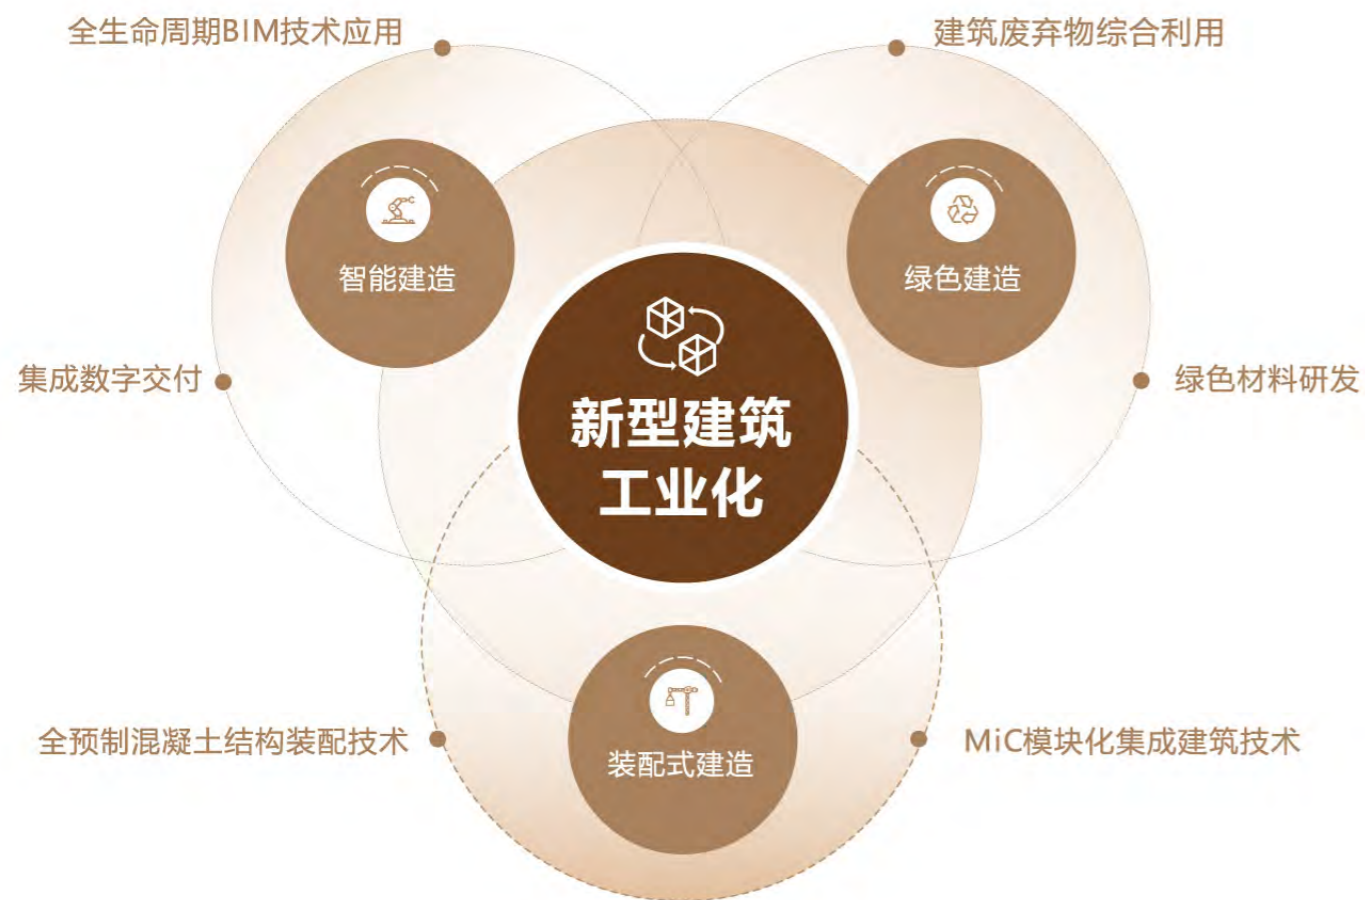 全生命周期BIM技术应用
建筑废弃物综合利用
智能建造
绿色建造
集成数字交付
绿色材料研发
新型建筑
工业化
全预制混凝土结构装配技术
MiC模块化集成建筑技术
装配式建造